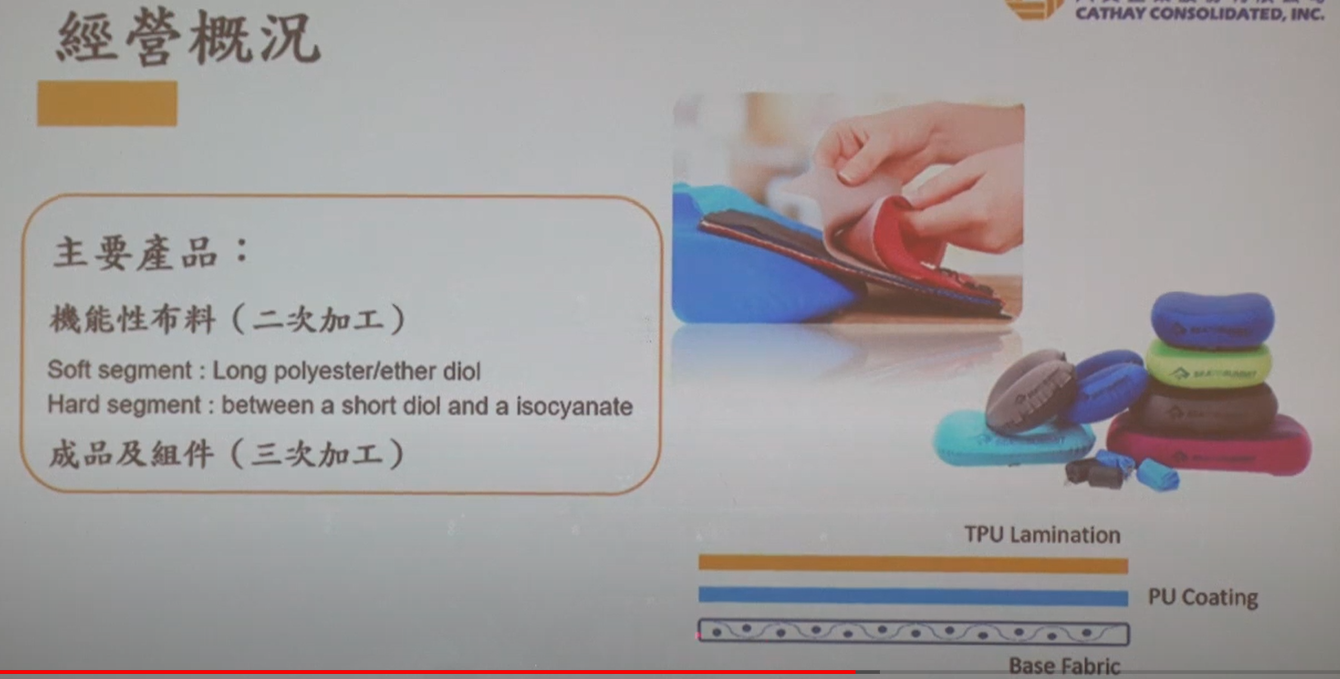 經營概況
CATHAY CONSOLIDATED, INC.
主要產品：
機能性布料（二次加工）
Soft segment : Long polyester/ether diol
Hard segment : between a short diol and a isocyanate
成品及組件（三次加工）
TPU Lamination
PU Coating
Base Fabric